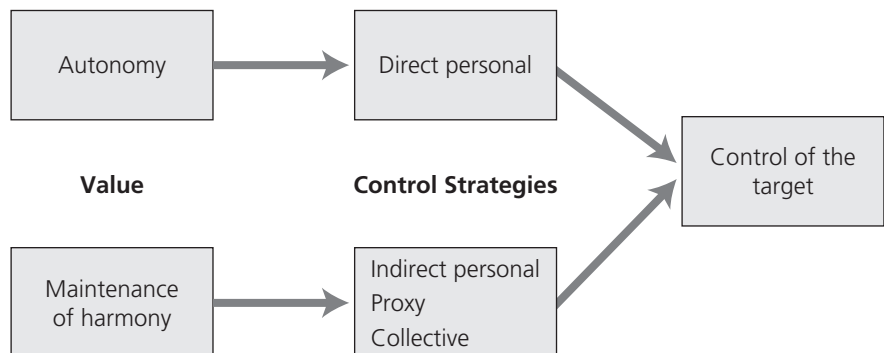 Autonomy
Direct personal
Control of the
target
Value
Control Strategies
Maintenance
of harmony
Indirect personal
Proxy
Collective